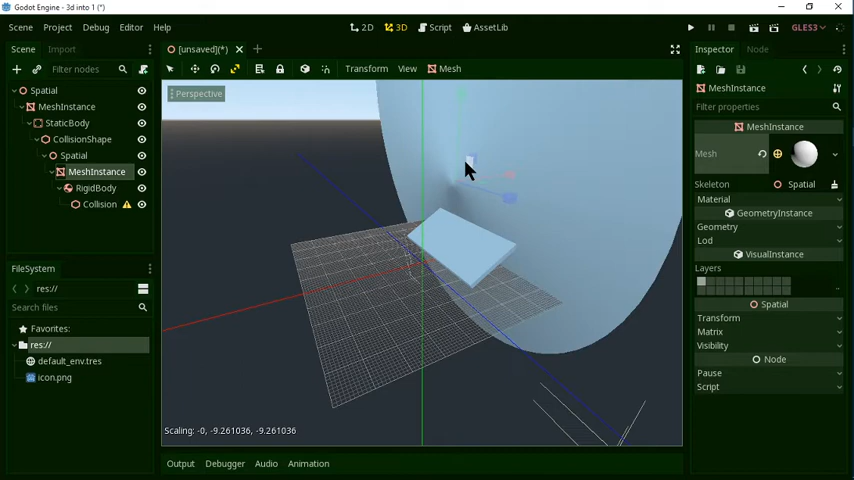 Godot Engine - 3d into 1 (*)
Scene Project Debug Editor Help
2D 3D Script AssetLib
GLES3
Scene Import
[unsaved](*)
Inspector Node
Filter nodes
Transform View Mesh
Spatial
MeshInstance
StaticBody
CollisionShape
Spatial
MeshInstance
RigidBody
Collision
Perspective
MeshInstance
Filter properties
MeshInstance
Mesh
Skeleton Spatial
Material
GeometryInstance
Geometry
Lod
VisualInstance
Layers
Spatial
Transform
Matrix
Visibility
Node
Pause
Script
FileSystem
res://
Search files
Favorites:
res://
default_env.tres
icon.png
Scaling: -0, -9.261036, -9.261036
Output Debugger Audio Animation